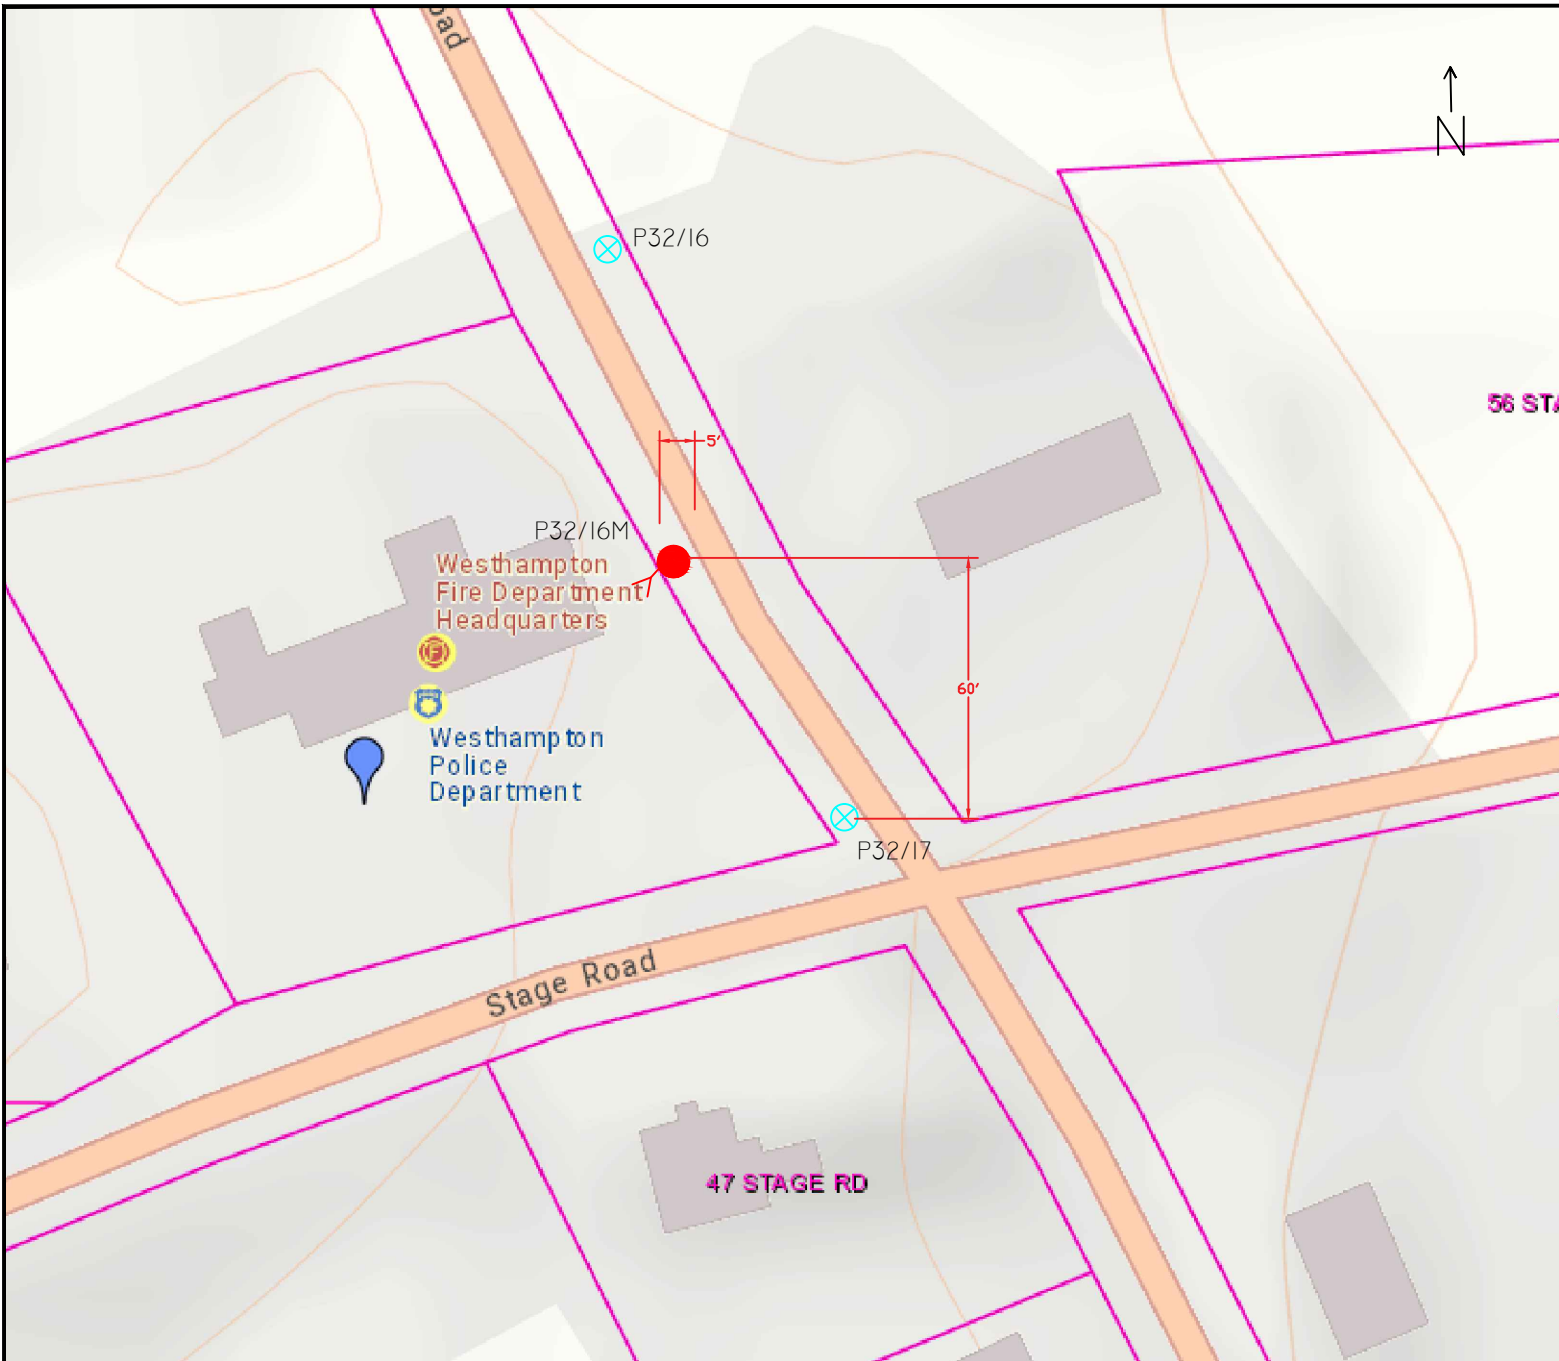 N
P32/16
5'
P32/16M
Westhampton
Fire Department
Headquarters
F
60'
Westhampton
Police
Department
P32/17
Stage Road
47 STAGE RD
56 STA
oad